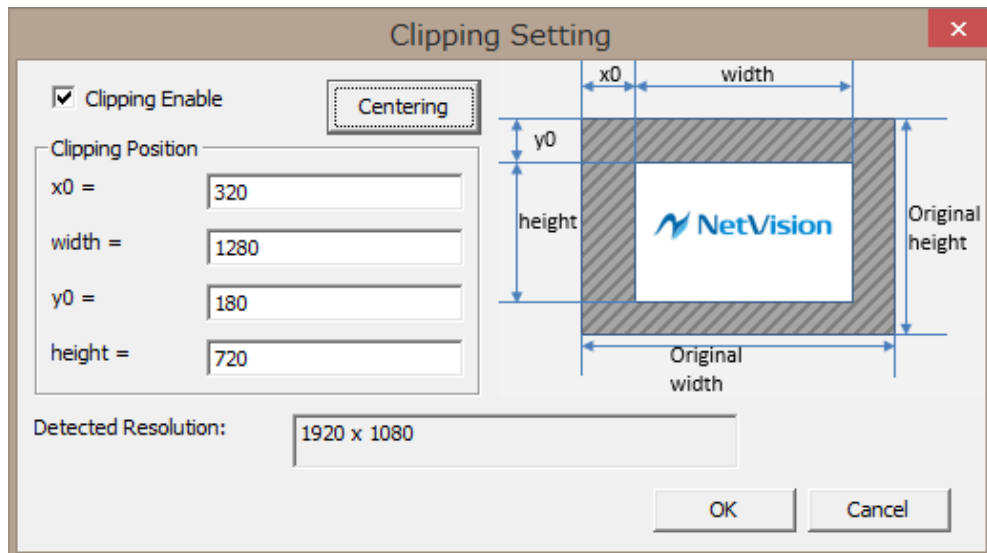 Clipping Setting
Clipping Enable
Centering
Clipping Position
x0 =
320
width =
1280
y0 =
180
height =
720
x0
width
y0
height
NetVision
Original
height
Original
width
Detected Resolution:
1920 x 1080
OK
Cancel